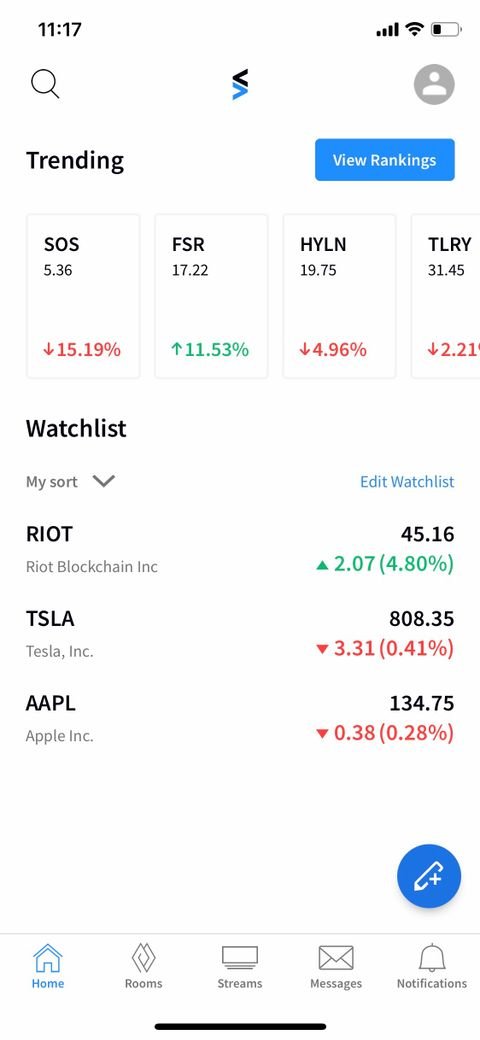 11:17
Trending
View Rankings
SOS
5.36
↓15.19%
FSR
17.22
↑11.53%
HYLN
19.75
↓4.96%
TLRY
31.45
↓2.21
Watchlist
My sort
Edit Watchlist
RIOT 45.16
Riot Blockchain Inc ▲ 2.07 (4.80%)
TSLA 808.35
Tesla, Inc. ▼ 3.31 (0.41%)
AAPL 134.75
Apple Inc. ▼ 0.38 (0.28%)
Home Rooms Streams Messages Notifications